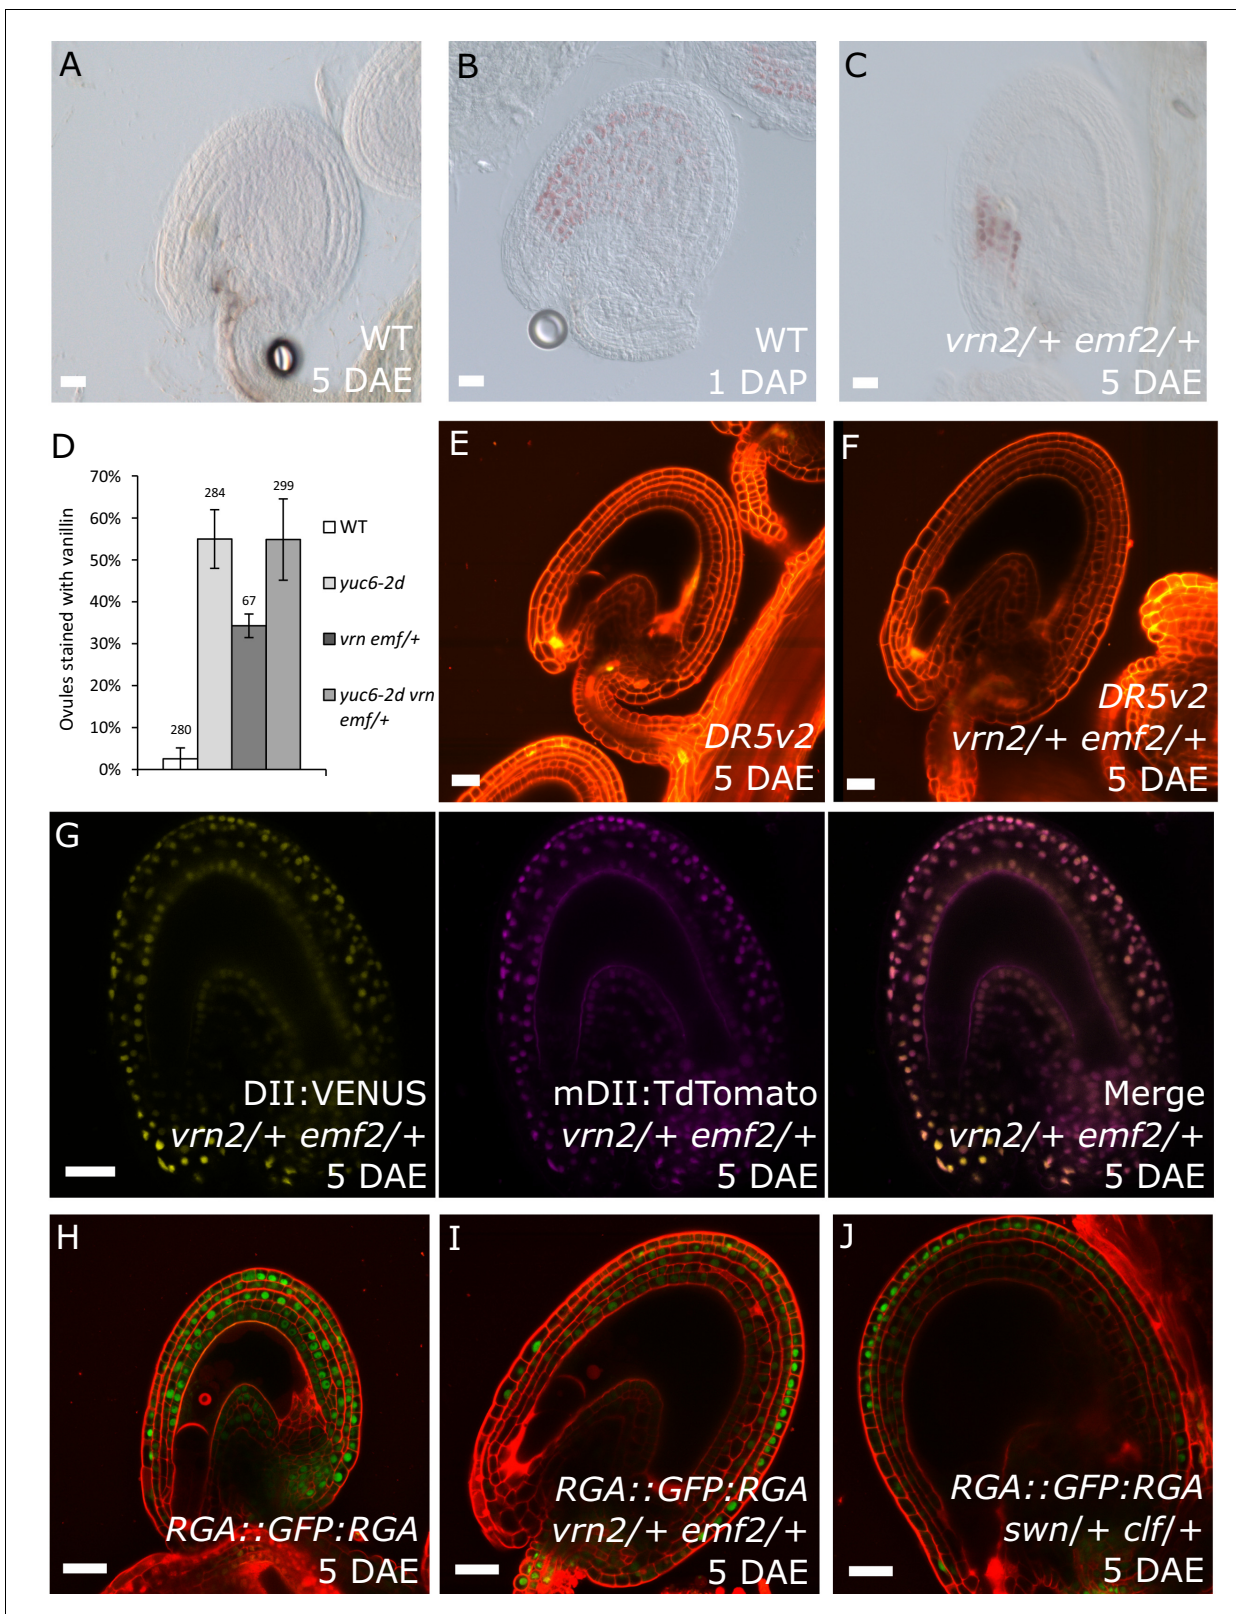 A
WT
5 DAE
B
WT
1 DAP
C
vrn2/+ emf2/+
5 DAE
D
Ovules stained with vanillin
70%
60%
50%
40%
30%
20%
10%
0%
280
284
67
299
WT
yuc6-2d
vrn emf/+
yuc6-2d vrn
emf/+
E
DR5v2
5 DAE
F
DR5v2
vrn2/+ emf2/+
5 DAE
G
DII:VENUS
vrn2/+ emf2/+
5 DAE
mDII:TdTomato
vrn2/+ emf2/+
5 DAE
Merge
vrn2/+ emf2/+
5 DAE
H
RGA::GFP:RGA
5 DAE
I
RGA::GFP:RGA
vrn2/+ emf2/+
5 DAE
J
RGA::GFP:RGA
swn/+ clf/+
5 DAE